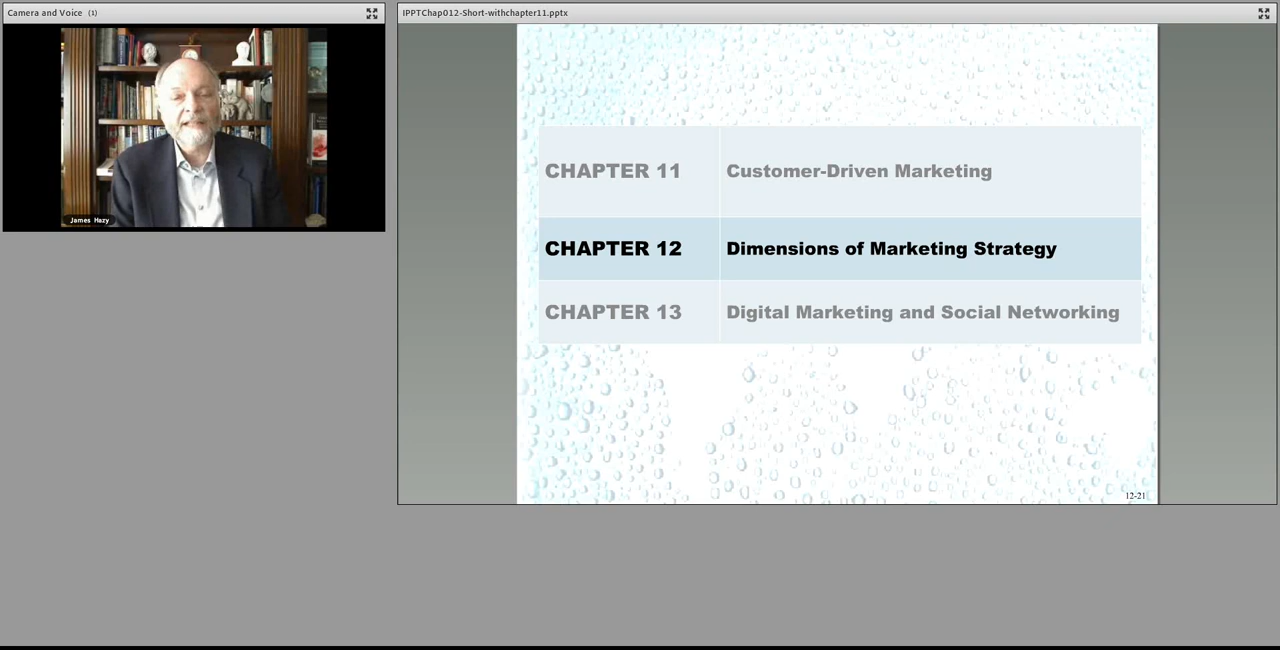 Camera and Voice (1)
James Hazy
IPPTChap012-Short-withchapter11.pptx
CHAPTER 11 Customer-Driven Marketing
CHAPTER 12 Dimensions of Marketing Strategy
CHAPTER 13 Digital Marketing and Social Networking
12-21